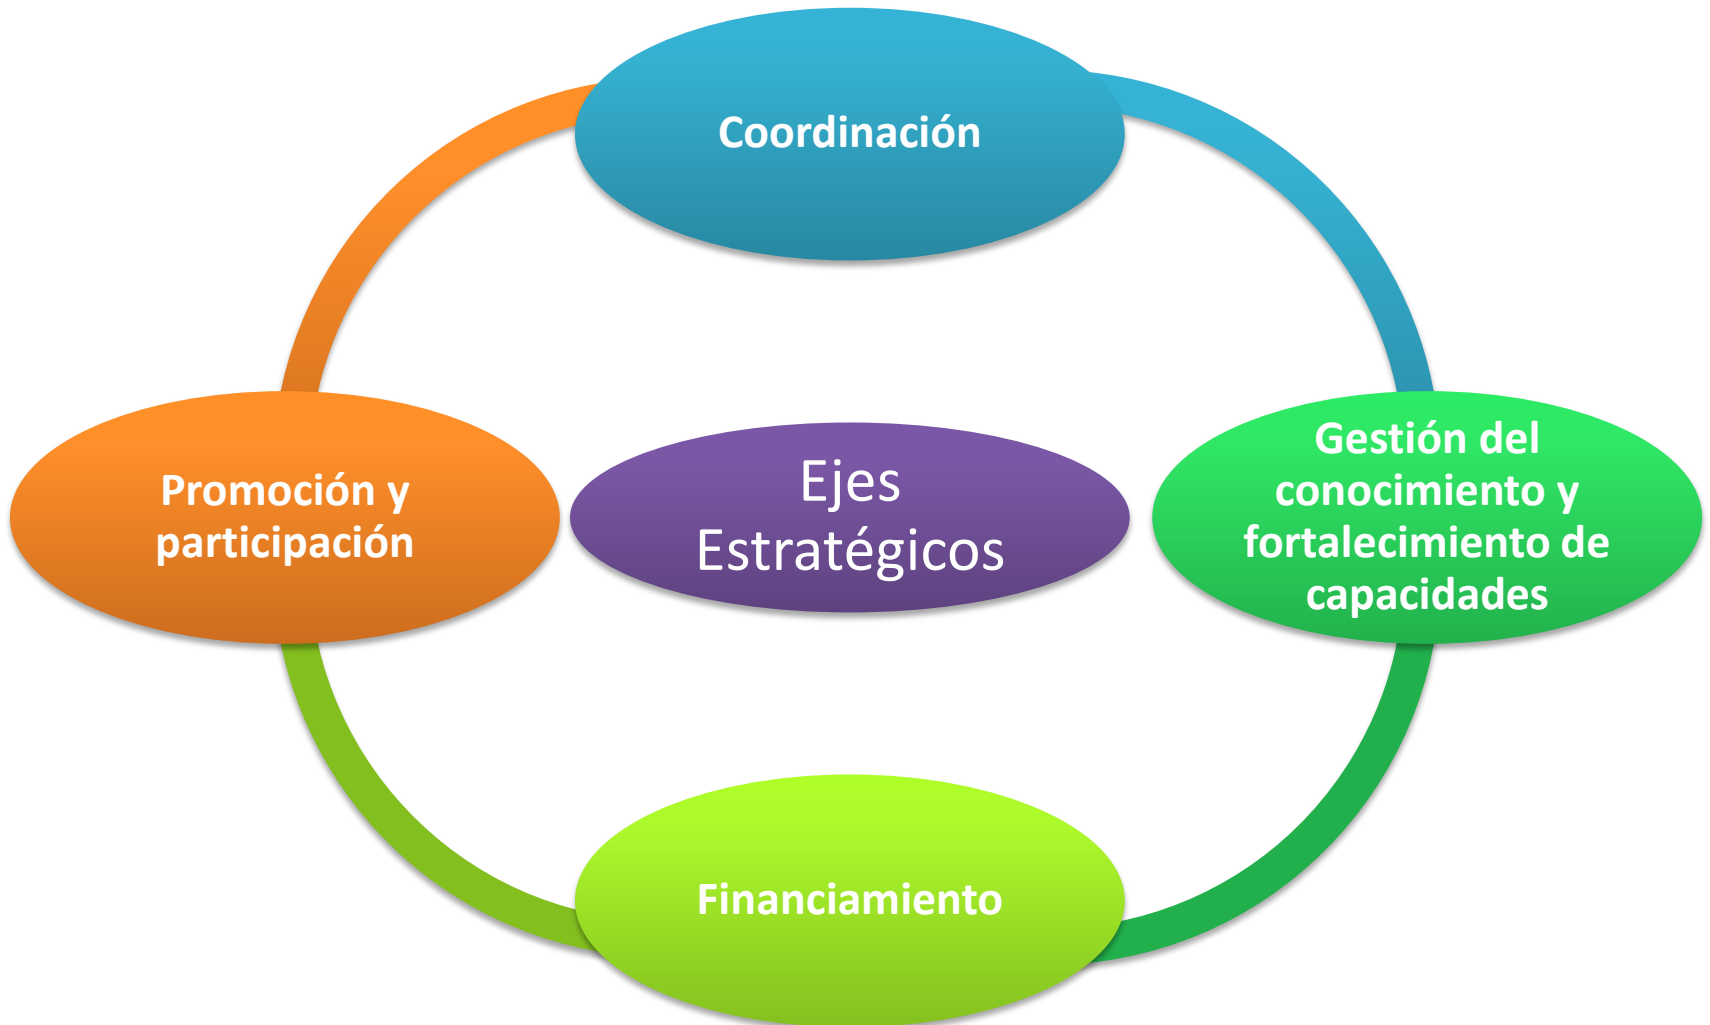 Coordinación
Promoción y
participación
Ejes
Estratégicos
Gestión del
conocimiento y
fortalecimiento de
capacidades
Financiamiento